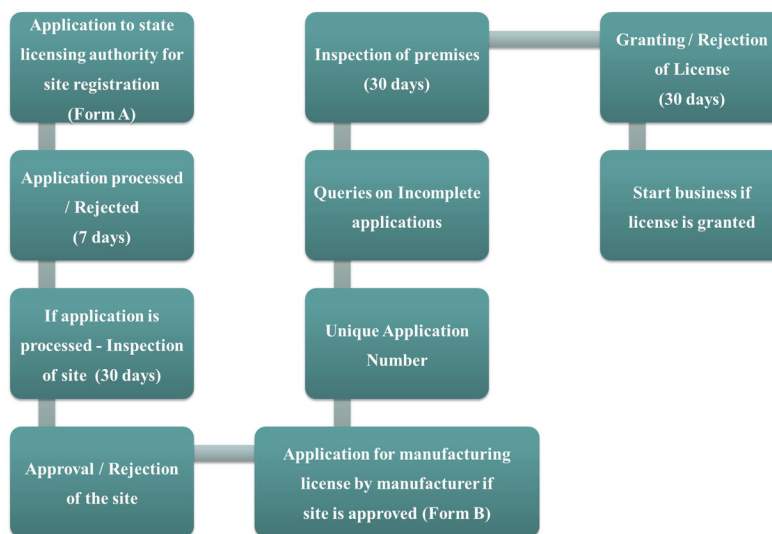 Application to state
licensing authority for
site registration
(Form A)
Application processed
/ Rejected
(7 days)
If application is
processed - Inspection
of site (30 days)
Approval / Rejection
of the site
Application for manufacturing
license by manufacturer if
site is approved (Form B)
Unique Application
Number
Queries on Incomplete
applications
Inspection of premises
(30 days)
Granting / Rejection
of License
(30 days)
Start business if
license is granted